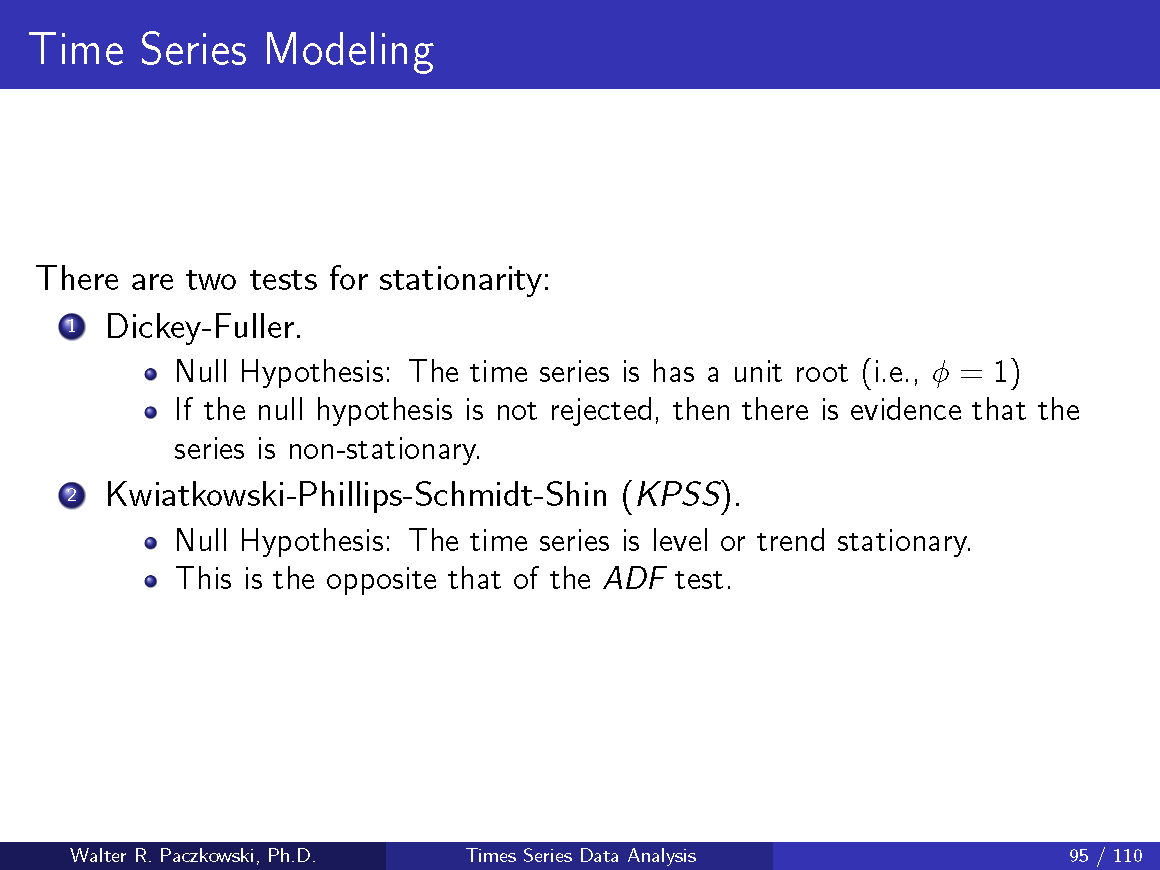 Time Series Modeling
There are two tests for stationarity:
1 Dickey-Fuller.
Null Hypothesis: The time series is has a unit root (i.e., ϕ = 1)
If the null hypothesis is not rejected, then there is evidence that the
series is non-stationary.
2 Kwiatkowski-Phillips-Schmidt-Shin (KPSS).
Null Hypothesis: The time series is level or trend stationary.
This is the opposite that of the ADF test.
Walter R. Paczkowski, Ph.D.
Times Series Data Analysis
95 / 110